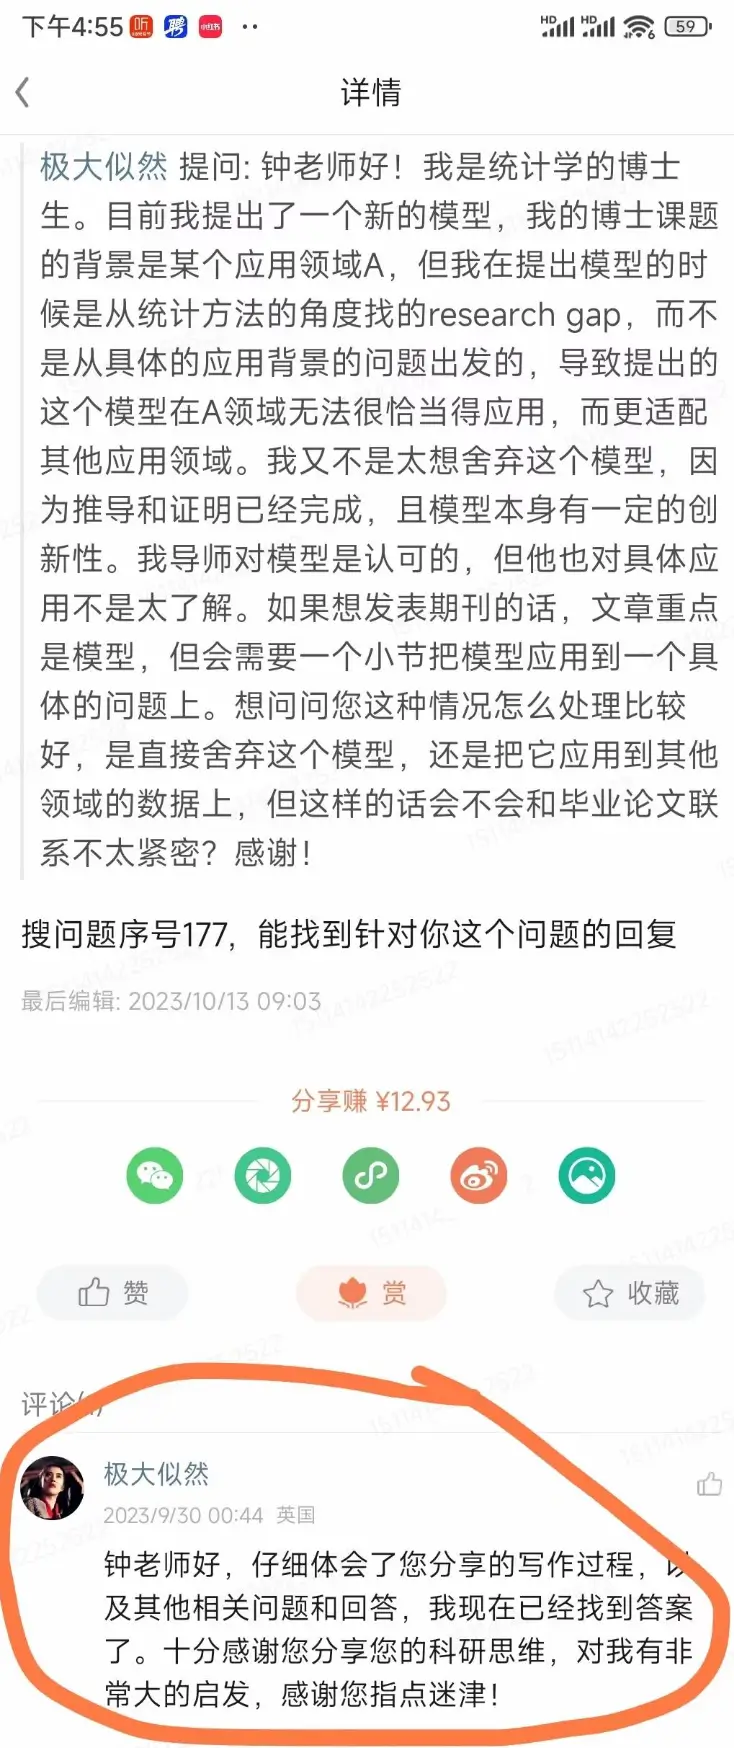 下午4:55
59
详情
极大似然 提问: 钟老师好！我是统计学的博士
生。目前我提出了一个新的模型，我的博士课题
的背景是某个应用领域A，但我在提出模型的时
候是从统计方法的角度找的research gap，而不
是从具体的应用背景的问题出发的，导致提出的
这个模型在A领域无法很恰当得应用，而更适配
其他应用领域。我又不是太想舍弃这个模型，因
为推导和证明已经完成，且模型本身有一定的创
新性。我导师对模型是认可的，但他也对具体应
用不是太了解。如果想发表期刊的话，文章重点
是模型，但会需要一个小节把模型应用到一个具
体的问题上。想问问您这种情况怎么处理比较
好，是直接舍弃这个模型，还是把它应用到其他
领域的数据上，但这样的话会不会和毕业论文联
系不太紧密？感谢！
搜问题序号177，能找到针对你这个问题的回复
最后编辑: 2023/10/13 09:03
分享赚 ¥12.93
赞
赏
收藏
评论
极大似然
2023/9/30 00:44 英国
钟老师好，仔细体会了您分享的写作过程，以
及其他相关问题和回答，我现在已经找到答案
了。十分感谢您分享您的科研思维，对我有非
常大的启发，感谢您指点迷津！